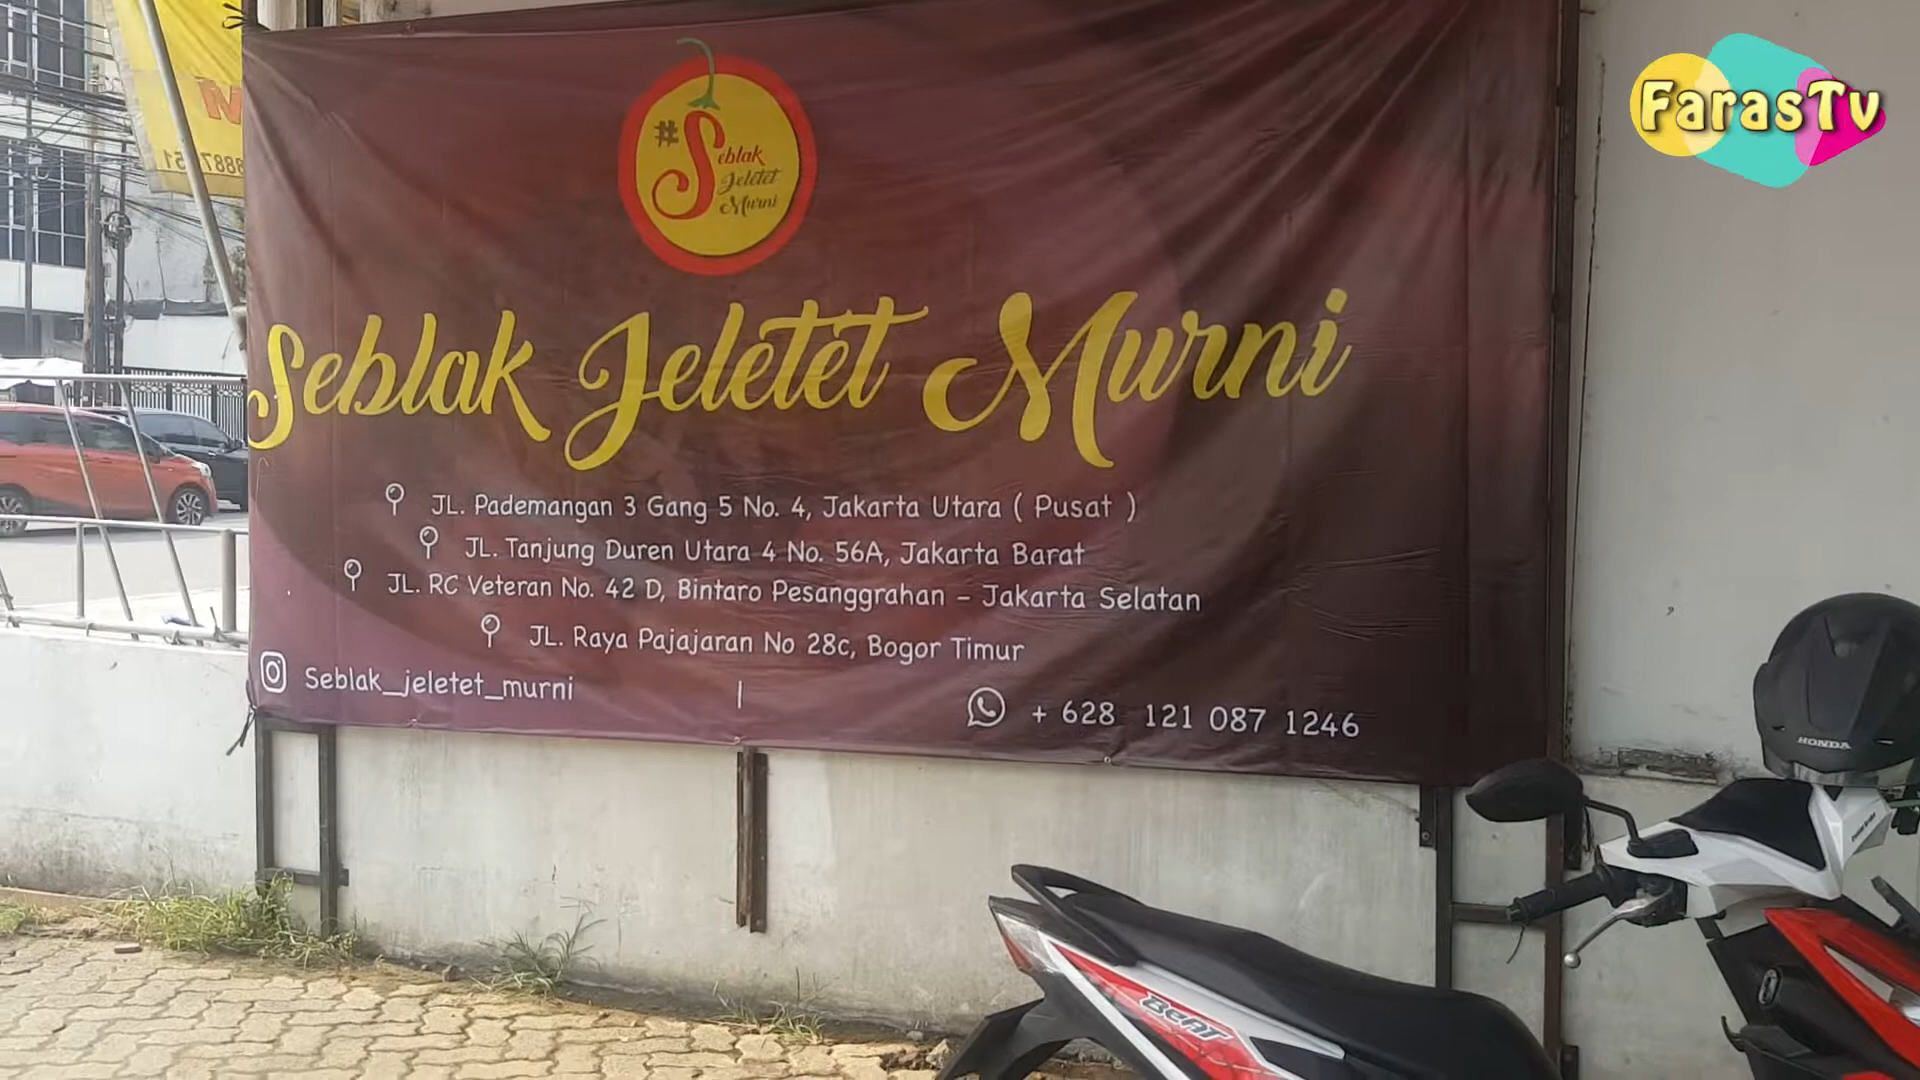 FarasTv
#Seblak
Jeletet
Murni
Seblak Jeletet Murni
JL. Pademangan 3 Gang 5 No. 4, Jakarta Utara ( Pusat )
JL. Tanjung Duren Utara 4 No. 56A, Jakarta Barat
JL. RC Veteran No. 42 D, Bintaro Pesanggrahan - Jakarta Selatan
JL. Raya Pajajaran No 28c, Bogor Timur
Seblak_jeletet_murni | + 628 121 087 1246
HONDA
BeAT